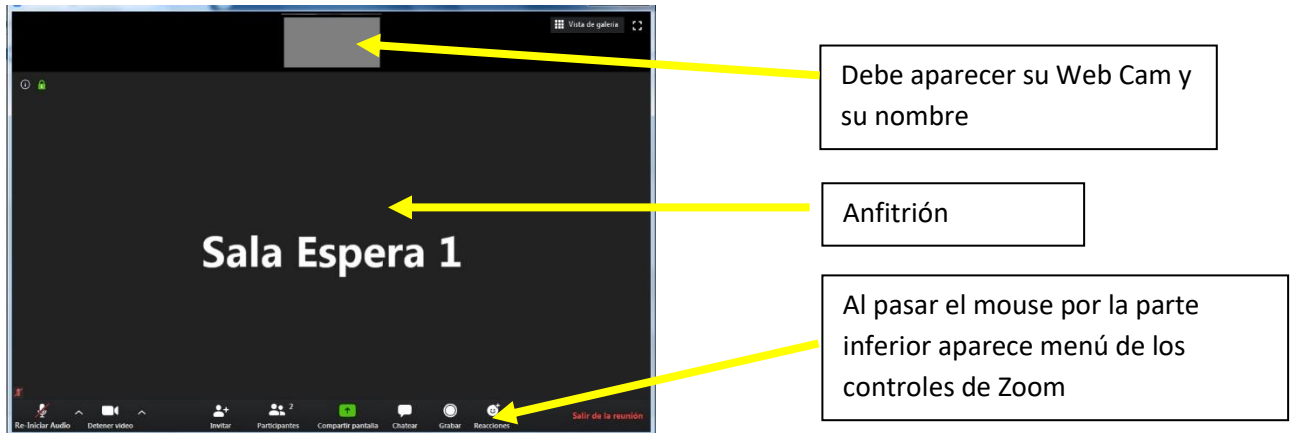 Vista de galería
Debe aparecer su Web Cam y
su nombre
Anfitrión
Sala Espera 1
Al pasar el mouse por la parte
inferior aparece menú de los
controles de Zoom
2
Re-Iniciar Audio Detener video Invitar Participantes Compartir pantalla Chatear Grabar Reacciones Salir de la reunión